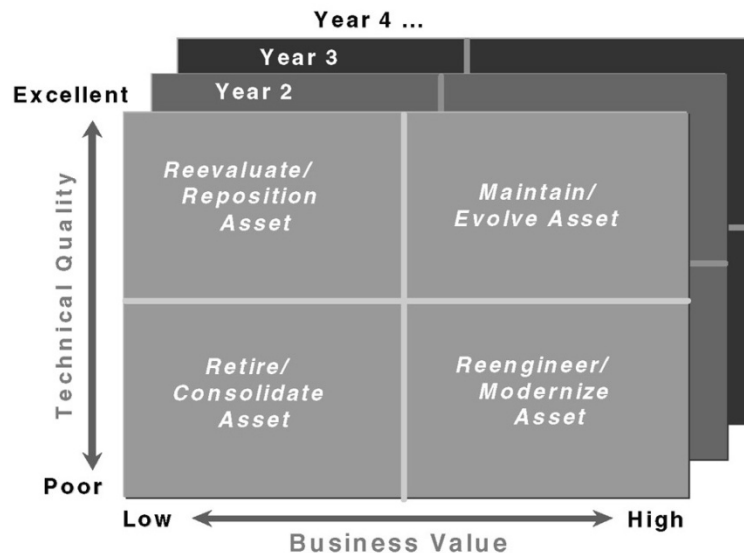 Year 4 ...
Year 3
Year 2
Excellent
Reevaluate/
Reposition
Asset
Maintain/
Evolve Asset
Technical Quality
Retire/
Consolidate
Asset
Reengineer/
Modernize
Asset
Poor
Low
High
Business Value